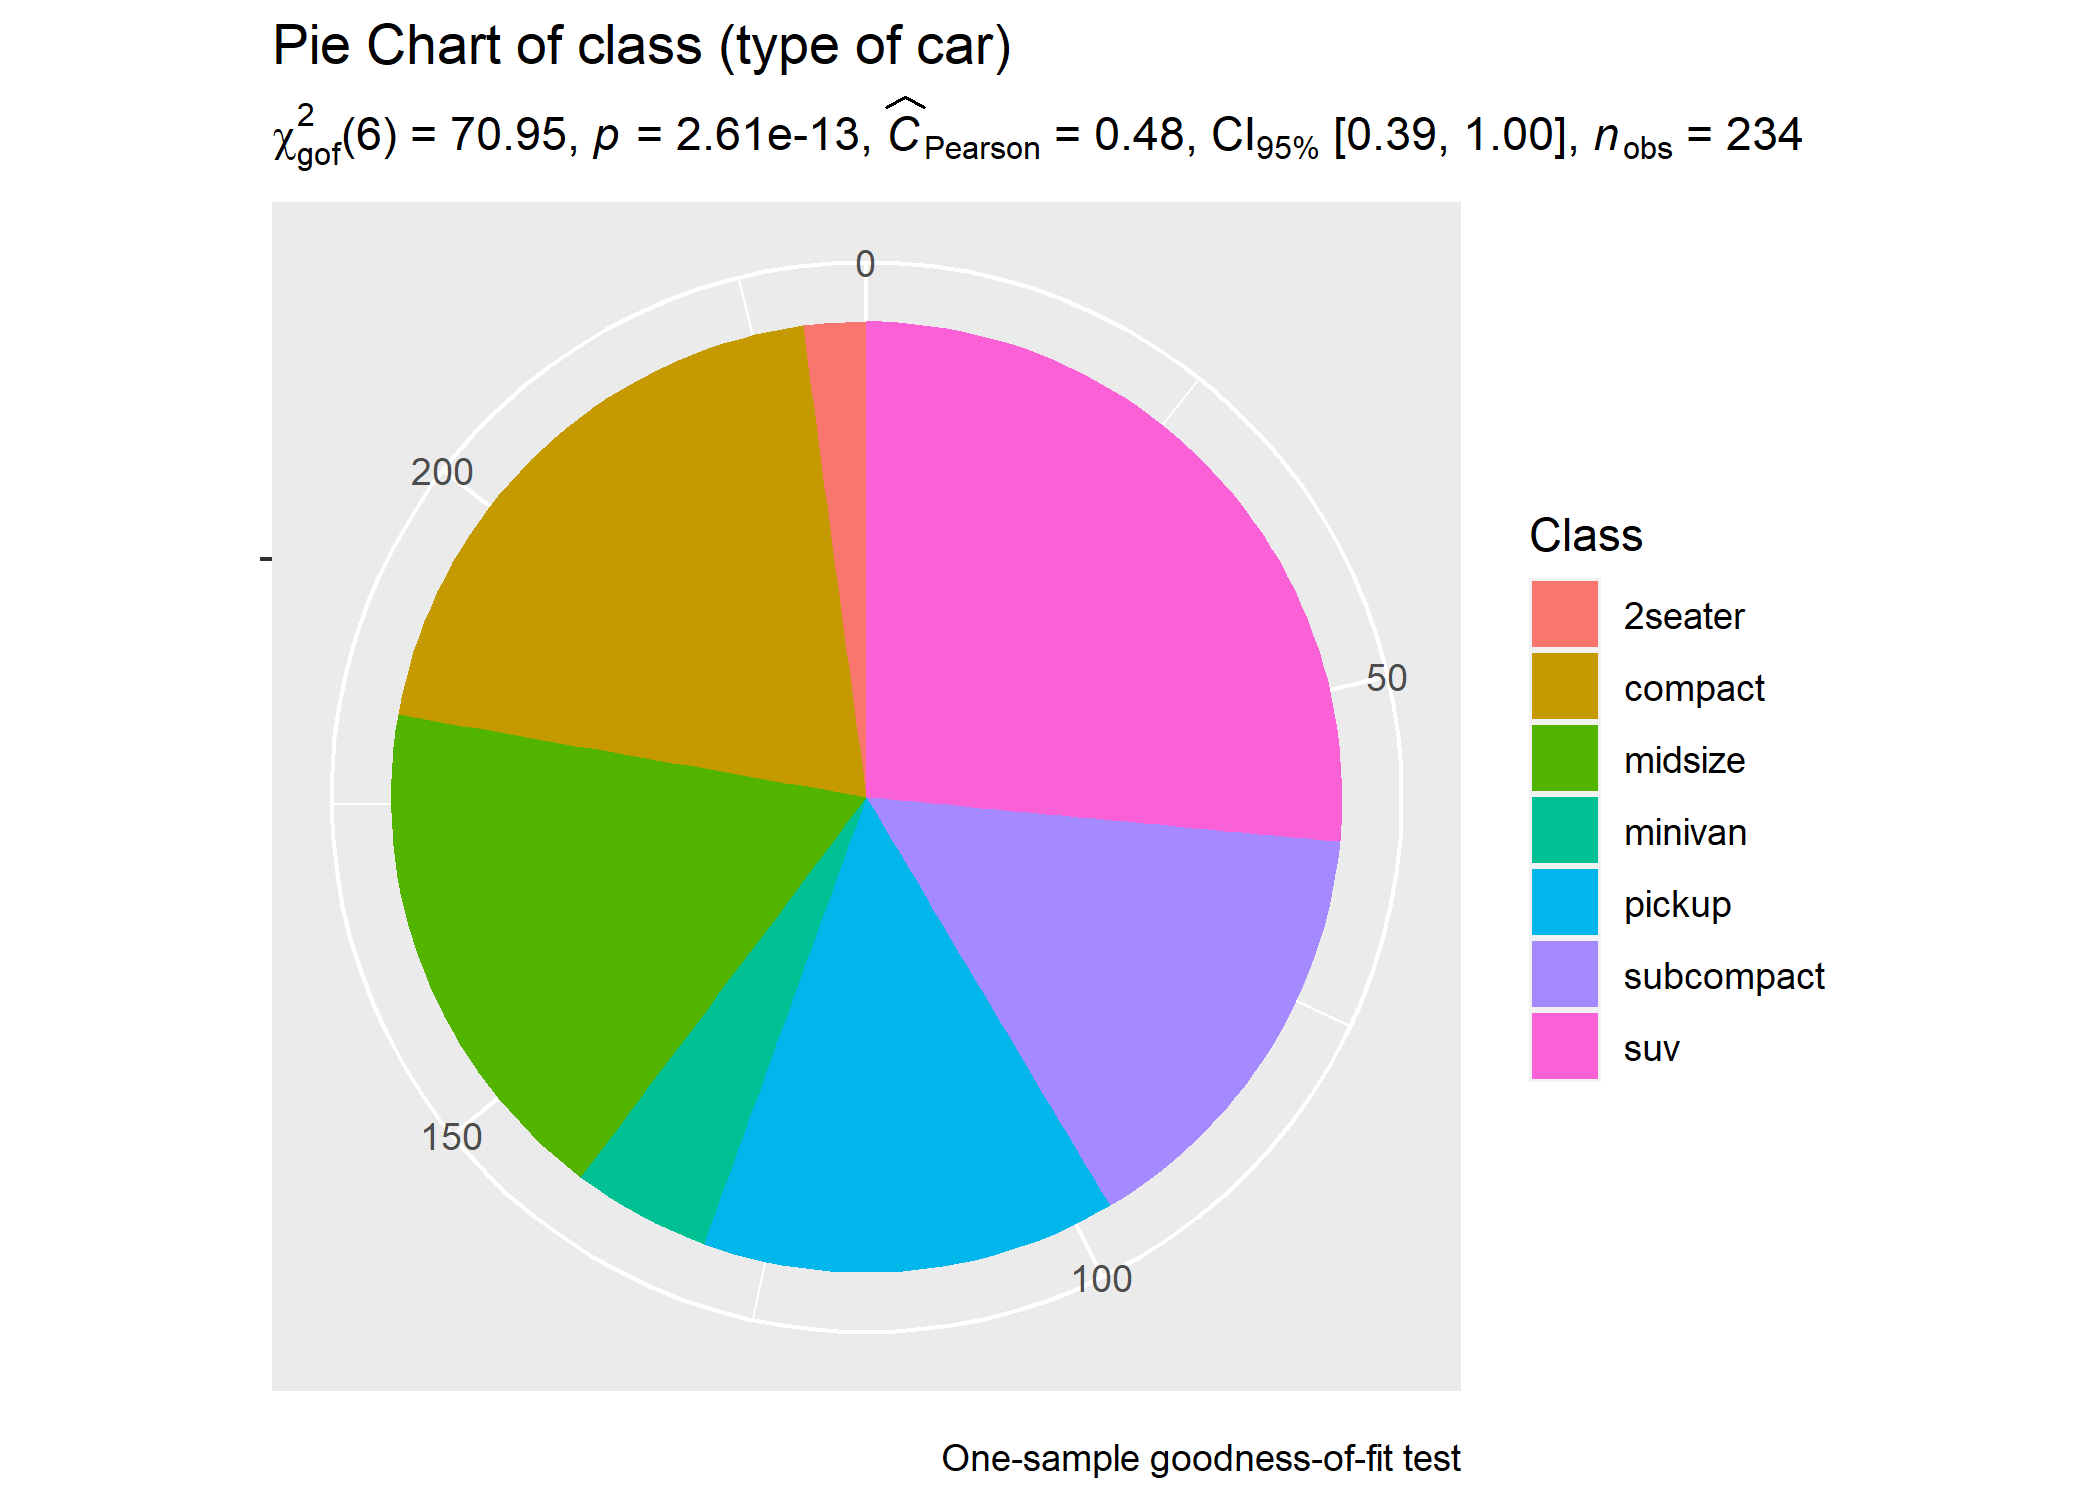 Pie Chart of class (type of car)
χ²gof(6) = 70.95, p = 2.61e-13, ĈPearson = 0.48, CI95% [0.39, 1.00], nobs = 234
0
50
100
150
200
Class
2seater
compact
midsize
minivan
pickup
subcompact
suv
One-sample goodness-of-fit test